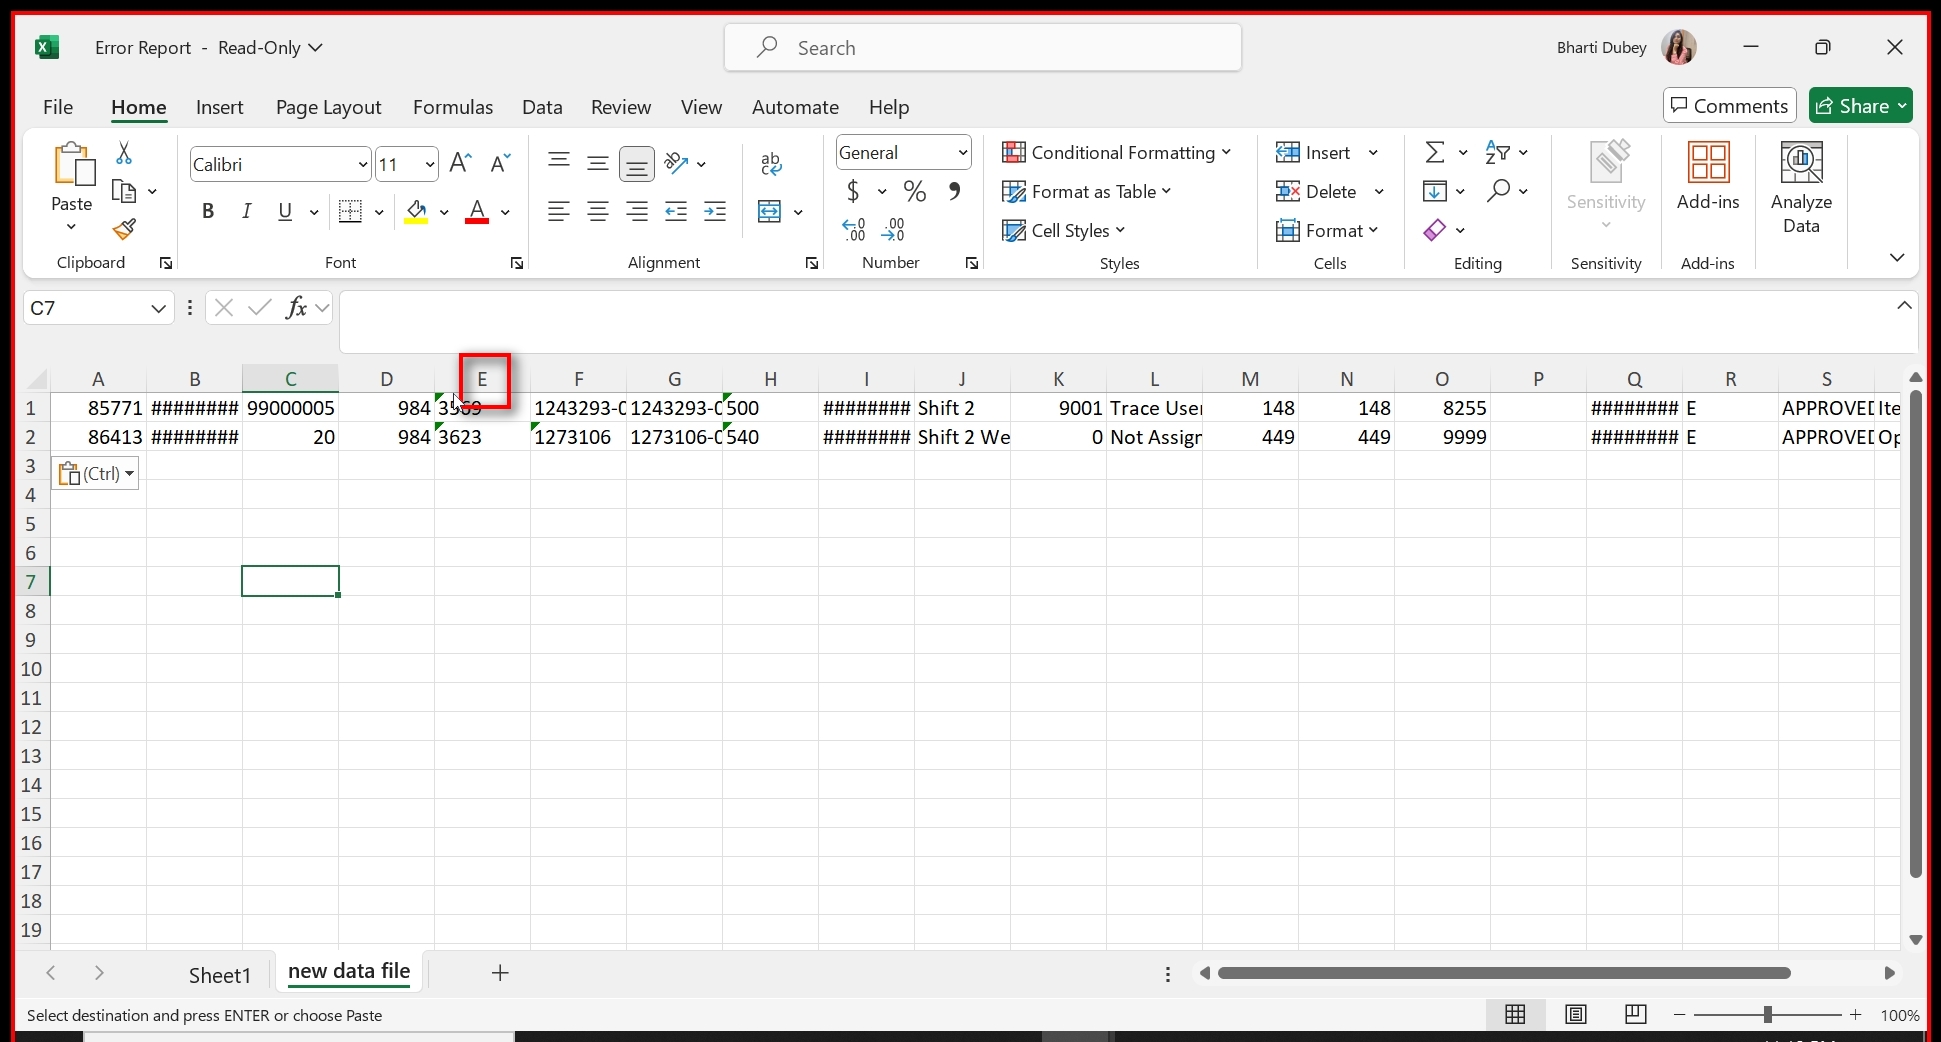 Error Report - Read-Only
Search
Bharti Dubey
File Home Insert Page Layout Formulas Data Review View Automate Help
Comments Share
Paste
Clipboard
Calibri 11
B I U
Font
ab
Alignment
General
$ % ,
Number
Conditional Formatting
Format as Table
Cell Styles
Styles
Insert
Delete
Format
Cells
Editing
Sensitivity
Sensitivity
Add-ins
Add-ins
Analyze
Data
C7 fx
A B C D E F G H I J K L M N O P Q R S
1 85771 ######## 99000005 984 3569 1243293-0 1243293-0 500 ######## Shift 2 9001 Trace User 148 148 8255 ######## E APPROVED Ite
2 86413 ######## 20 984 3623 1273106 1273106-0 540 ######## Shift 2 We 0 Not Assign 449 449 9999 ######## E APPROVED Op
3 (Ctrl)
4
5
6
7
8
9
10
11
12
13
14
15
16
17
18
19
Sheet1 new data file
Select destination and press ENTER or choose Paste
100%